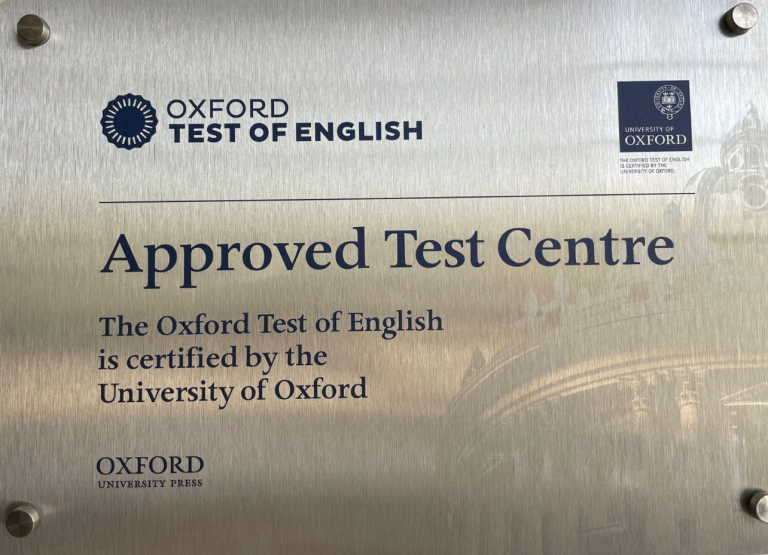 OXFORD
TEST OF ENGLISH
UNIVERSITY OF
OXFORD
THE OXFORD TEST OF ENGLISH
IS CERTIFIED BY THE
UNIVERSITY OF OXFORD
Approved Test Centre
The Oxford Test of English
is certified by the
University of Oxford
OXFORD
UNIVERSITY PRESS